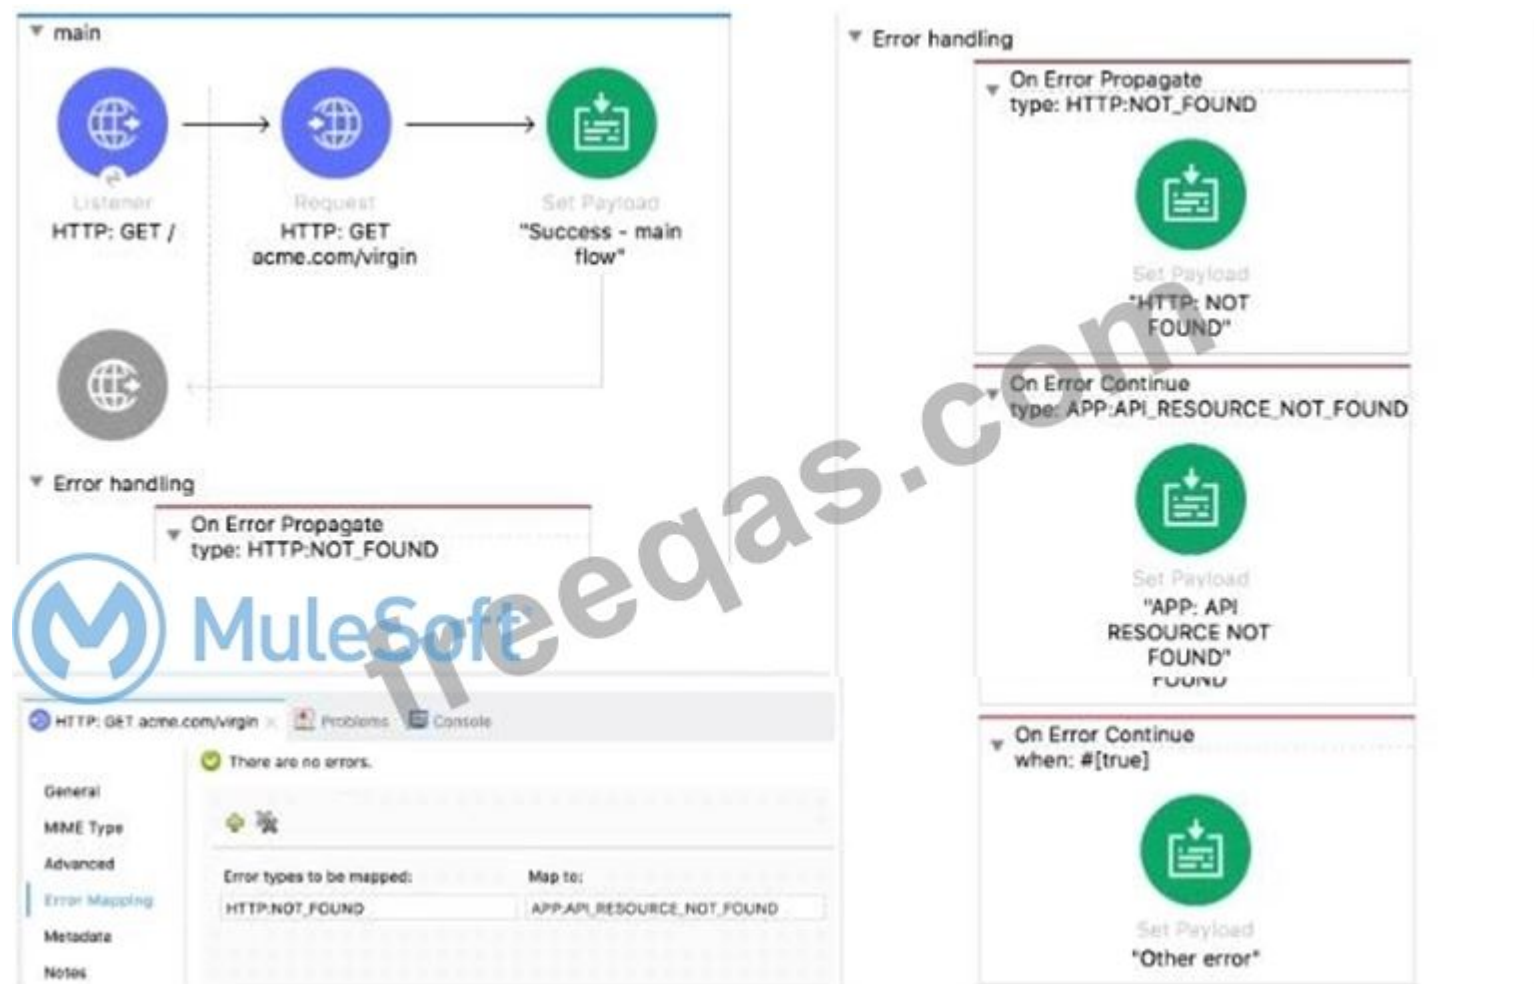 main
Listener
HTTP: GET /
Request
HTTP: GET
acme.com/virgin
Set Payload
"Success - main
flow"
Error handling
On Error Propagate
type: HTTP:NOT_FOUND
MuleSoft
HTTP: GET acme.com/virgin
Problems
Console
There are no errors.
General
MIME Type
Advanced
Error Mapping
Metadata
Notes
Error types to be mapped:
Map to:
HTTP:NOT_FOUND
APP:API_RESOURCE_NOT_FOUND
Error handling
On Error Propagate
type: HTTP:NOT_FOUND
Set Payload
"HTTP: NOT
FOUND"
On Error Continue
type: APP:API_RESOURCE_NOT_FOUND
Set Payload
"APP: API
RESOURCE NOT
FOUND"
FOUND
On Error Continue
when: #[true]
Set Payload
"Other error"
freeqas.com